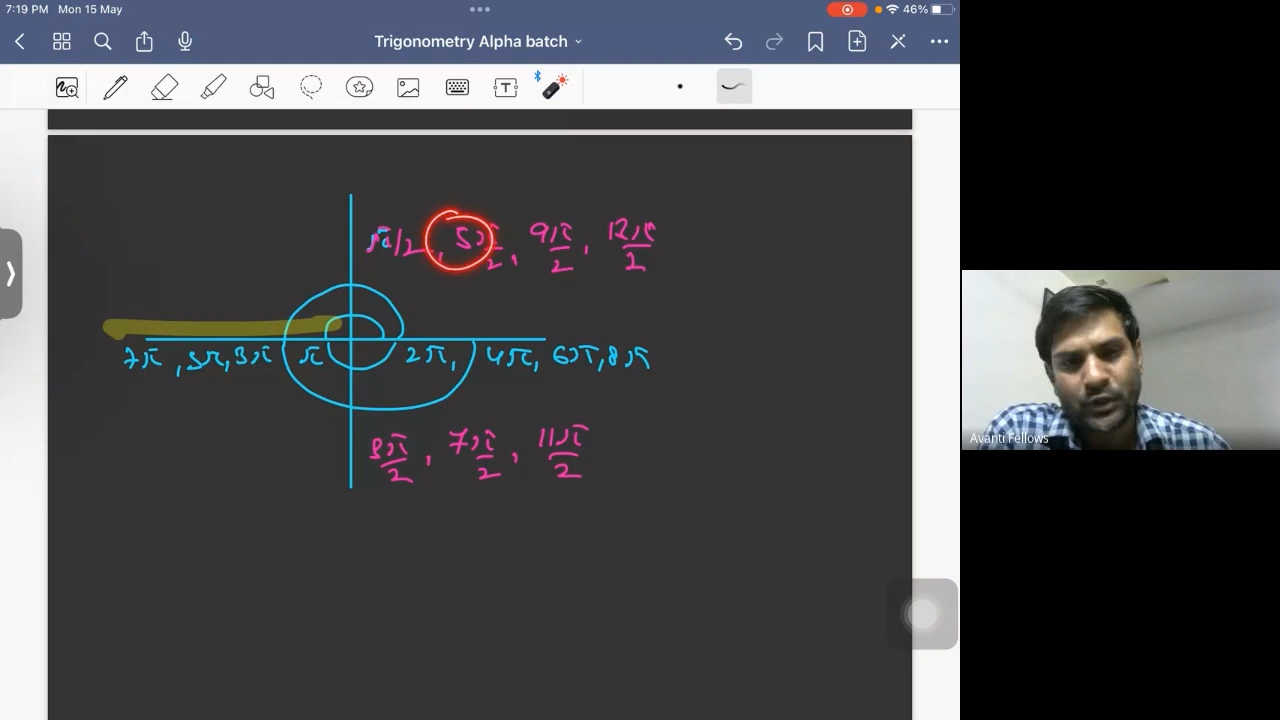 7:19 PM Mon 15 May
46%
Trigonometry Alpha batch
T
π/2, 5π/2, 9π/2, 12π/2
7π, 5π, 3π π 2π, 4π, 6π, 8π
3π/2, 7π/2, 11π/2
Avanti Fellows